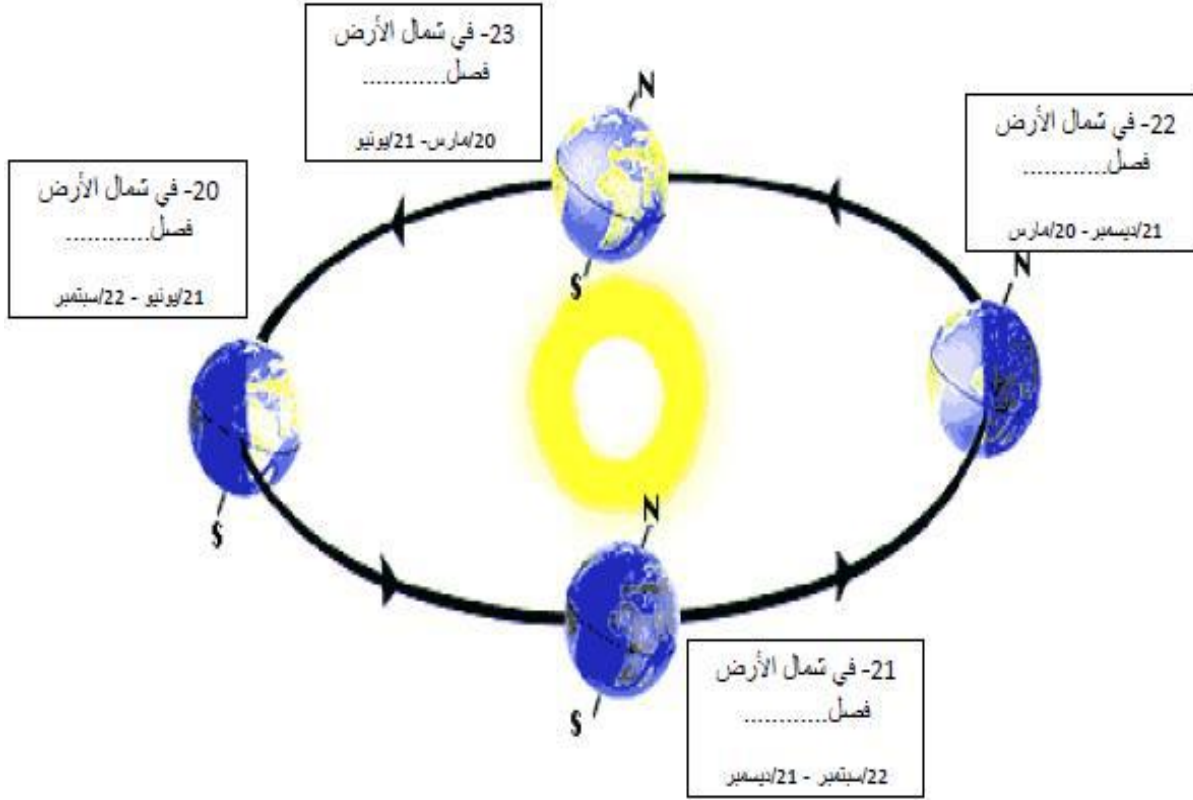 23- في شمال الأرض
فصل............
20/مارس- 21/يونيو
N
22- في شمال الأرض
فصل............
21/ديسمبر - 20/مارس
20- في شمال الأرض
فصل............
21/يونيو - 22/سبتمبر
N
S
S
N
21- في شمال الأرض
فصل............
22/سبتمبر - 21/ديسمبر
S